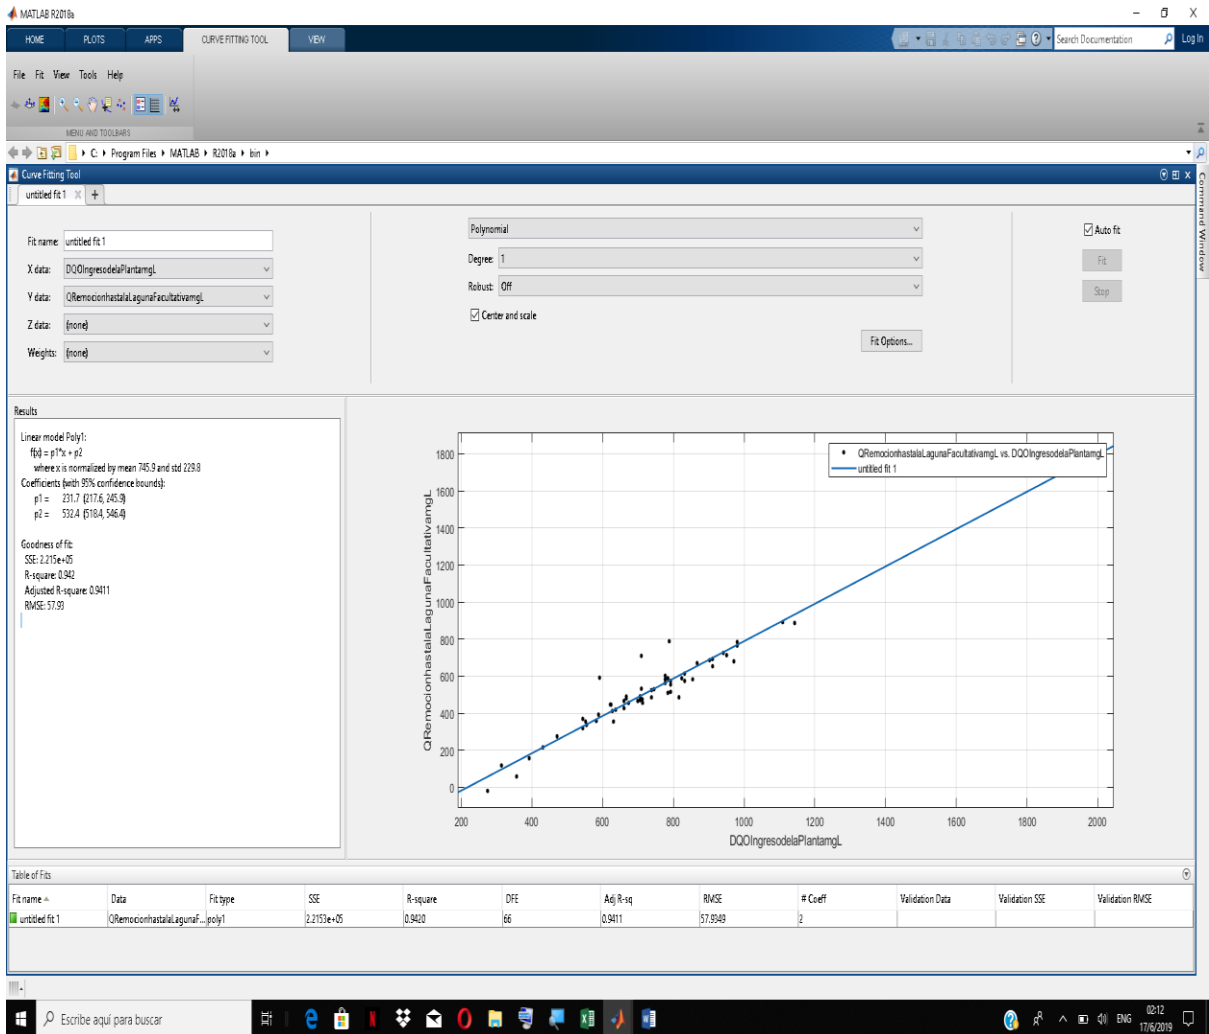 MATLAB R2018a
HOME PLOTS APPS CURVE FITTING TOOL VIEW Search Documentation Log In
File Fit View Tools Help
MENU AND TOOLBARS
C: Program Files MATLAB R2018a bin
Curve Fitting Tool
untitled fit 1
Command Window
Fit name: untitled fit 1
X data: DQOIngresodelaPlantamgL
Y data: QRemocionhastalaLagunaFacultativamgL
Z data: (none)
Weights: (none)
Polynomial
Degree: 1
Robust: Off
Center and scale
Fit Options...
Auto fit
Fit
Stop
Results
Linear model Poly1:
f(x) = p1*x + p2
where x is normalized by mean 745.9 and std 229.8
Coefficients (with 95% confidence bounds):
p1 = 231.7 (217.6, 245.9)
p2 = 532.4 (518.4, 546.4)
Goodness of fit:
SSE: 2.215e+05
R-square: 0.942
Adjusted R-square: 0.9411
RMSE: 57.93
QRemocionhastalaLagunaFacultativamgL vs. DQOIngresodelaPlantamgL
untitled fit 1
QRemocionhastalaLagunaFacultativamgL
1800
1600
1400
1200
1000
800
600
400
200
0
200 400 600 800 1000 1200 1400 1600 1800 2000
DQOIngresodelaPlantamgL
Table of Fits
Fit name Data Fit type SSE R-square DFE Adj R-sq RMSE # Coeff Validation Data Validation SSE Validation RMSE
untitled fit 1 QRemocionhastalaLagunaF... poly1 2.2153e+05 0.9420 66 0.9411 57.9349 2
Escribe aquí para buscar
ENG
02:12
17/6/2019